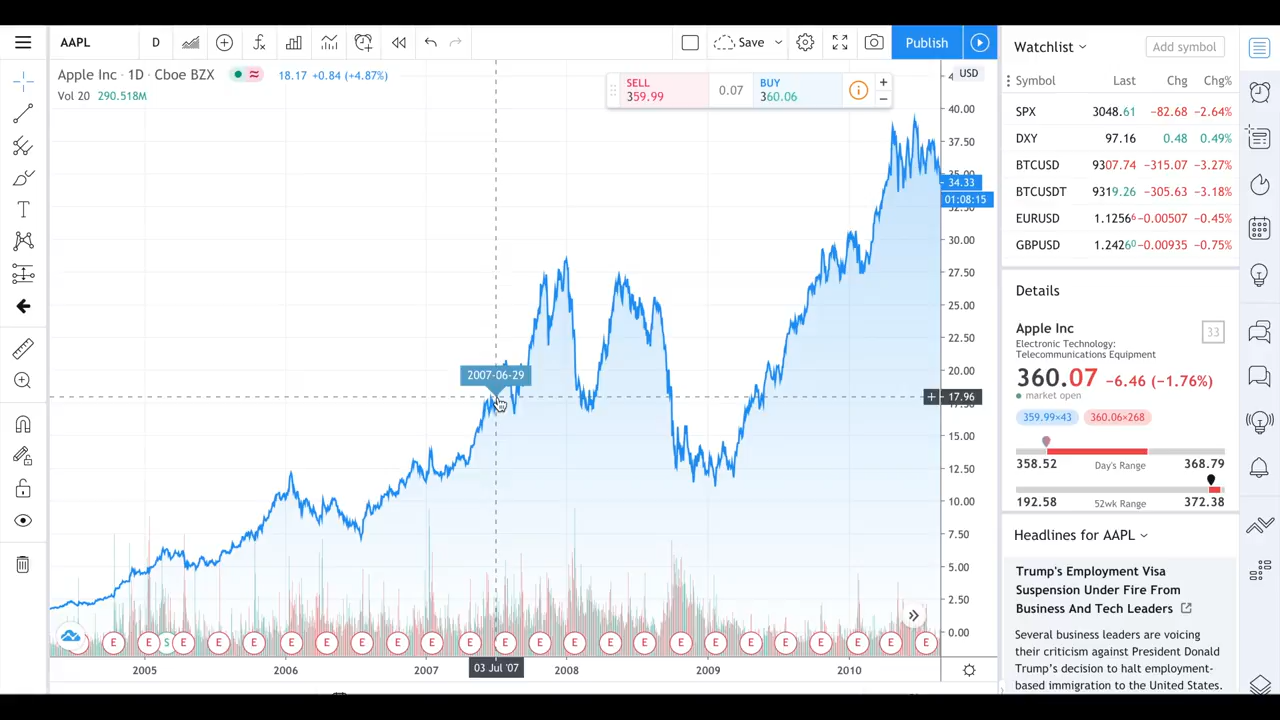 AAPL
D
Save
Publish
Apple Inc · 1D · Cboe BZX
18.17 +0.84 (+4.87%)
Vol 20 290.518M
SELL
359.99
0.07
BUY
360.06
USD
40.00
37.50
35.00
34.33
01:08:15
32.50
30.00
27.50
25.00
22.50
20.00
17.96
17.50
15.00
12.50
10.00
7.50
5.00
2.50
0.00
2007-06-29
E E S E E E E E E E E E E E E E E E E E E E E E E E
2005 2006 2007 03 Jul '07 2008 2009 2010
Watchlist
Add symbol
Symbol Last Chg Chg%
SPX 3048.61 -82.68 -2.64%
DXY 97.16 0.48 0.49%
BTCUSD 9307.74 -315.07 -3.27%
BTCUSDT 9319.26 -305.63 -3.18%
EURUSD 1.12566 -0.00507 -0.45%
GBPUSD 1.24260 -0.00935 -0.75%
Details
Apple Inc
33
Electronic Technology:
Telecommunications Equipment
360.07 -6.46 (-1.76%)
market open
359.99×43 360.06×268
358.52 Day's Range 368.79
192.58 52wk Range 372.38
Headlines for AAPL
Trump's Employment Visa
Suspension Under Fire From
Business And Tech Leaders
Several business leaders are voicing
their criticism against President Donald
Trump's decision to halt employment-
based immigration to the United States.